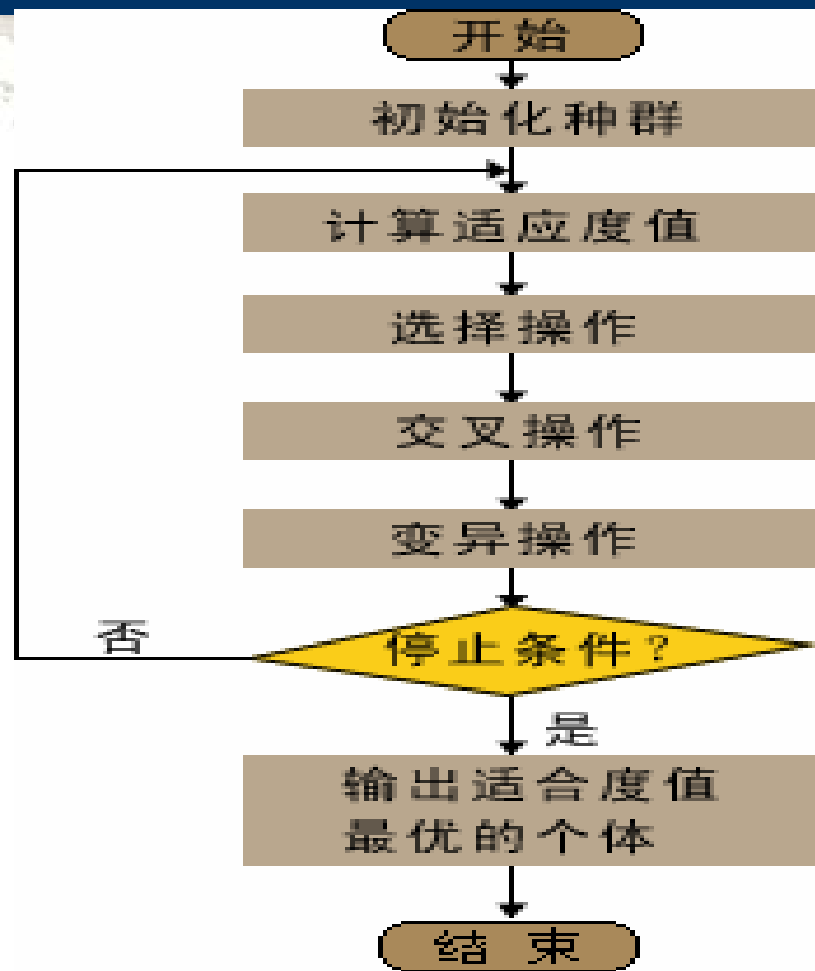 开始
初始化种群
计算适应度值
选择操作
交叉操作
变异操作
否
停止条件?
是
输出适合度值
最优的个体
结束